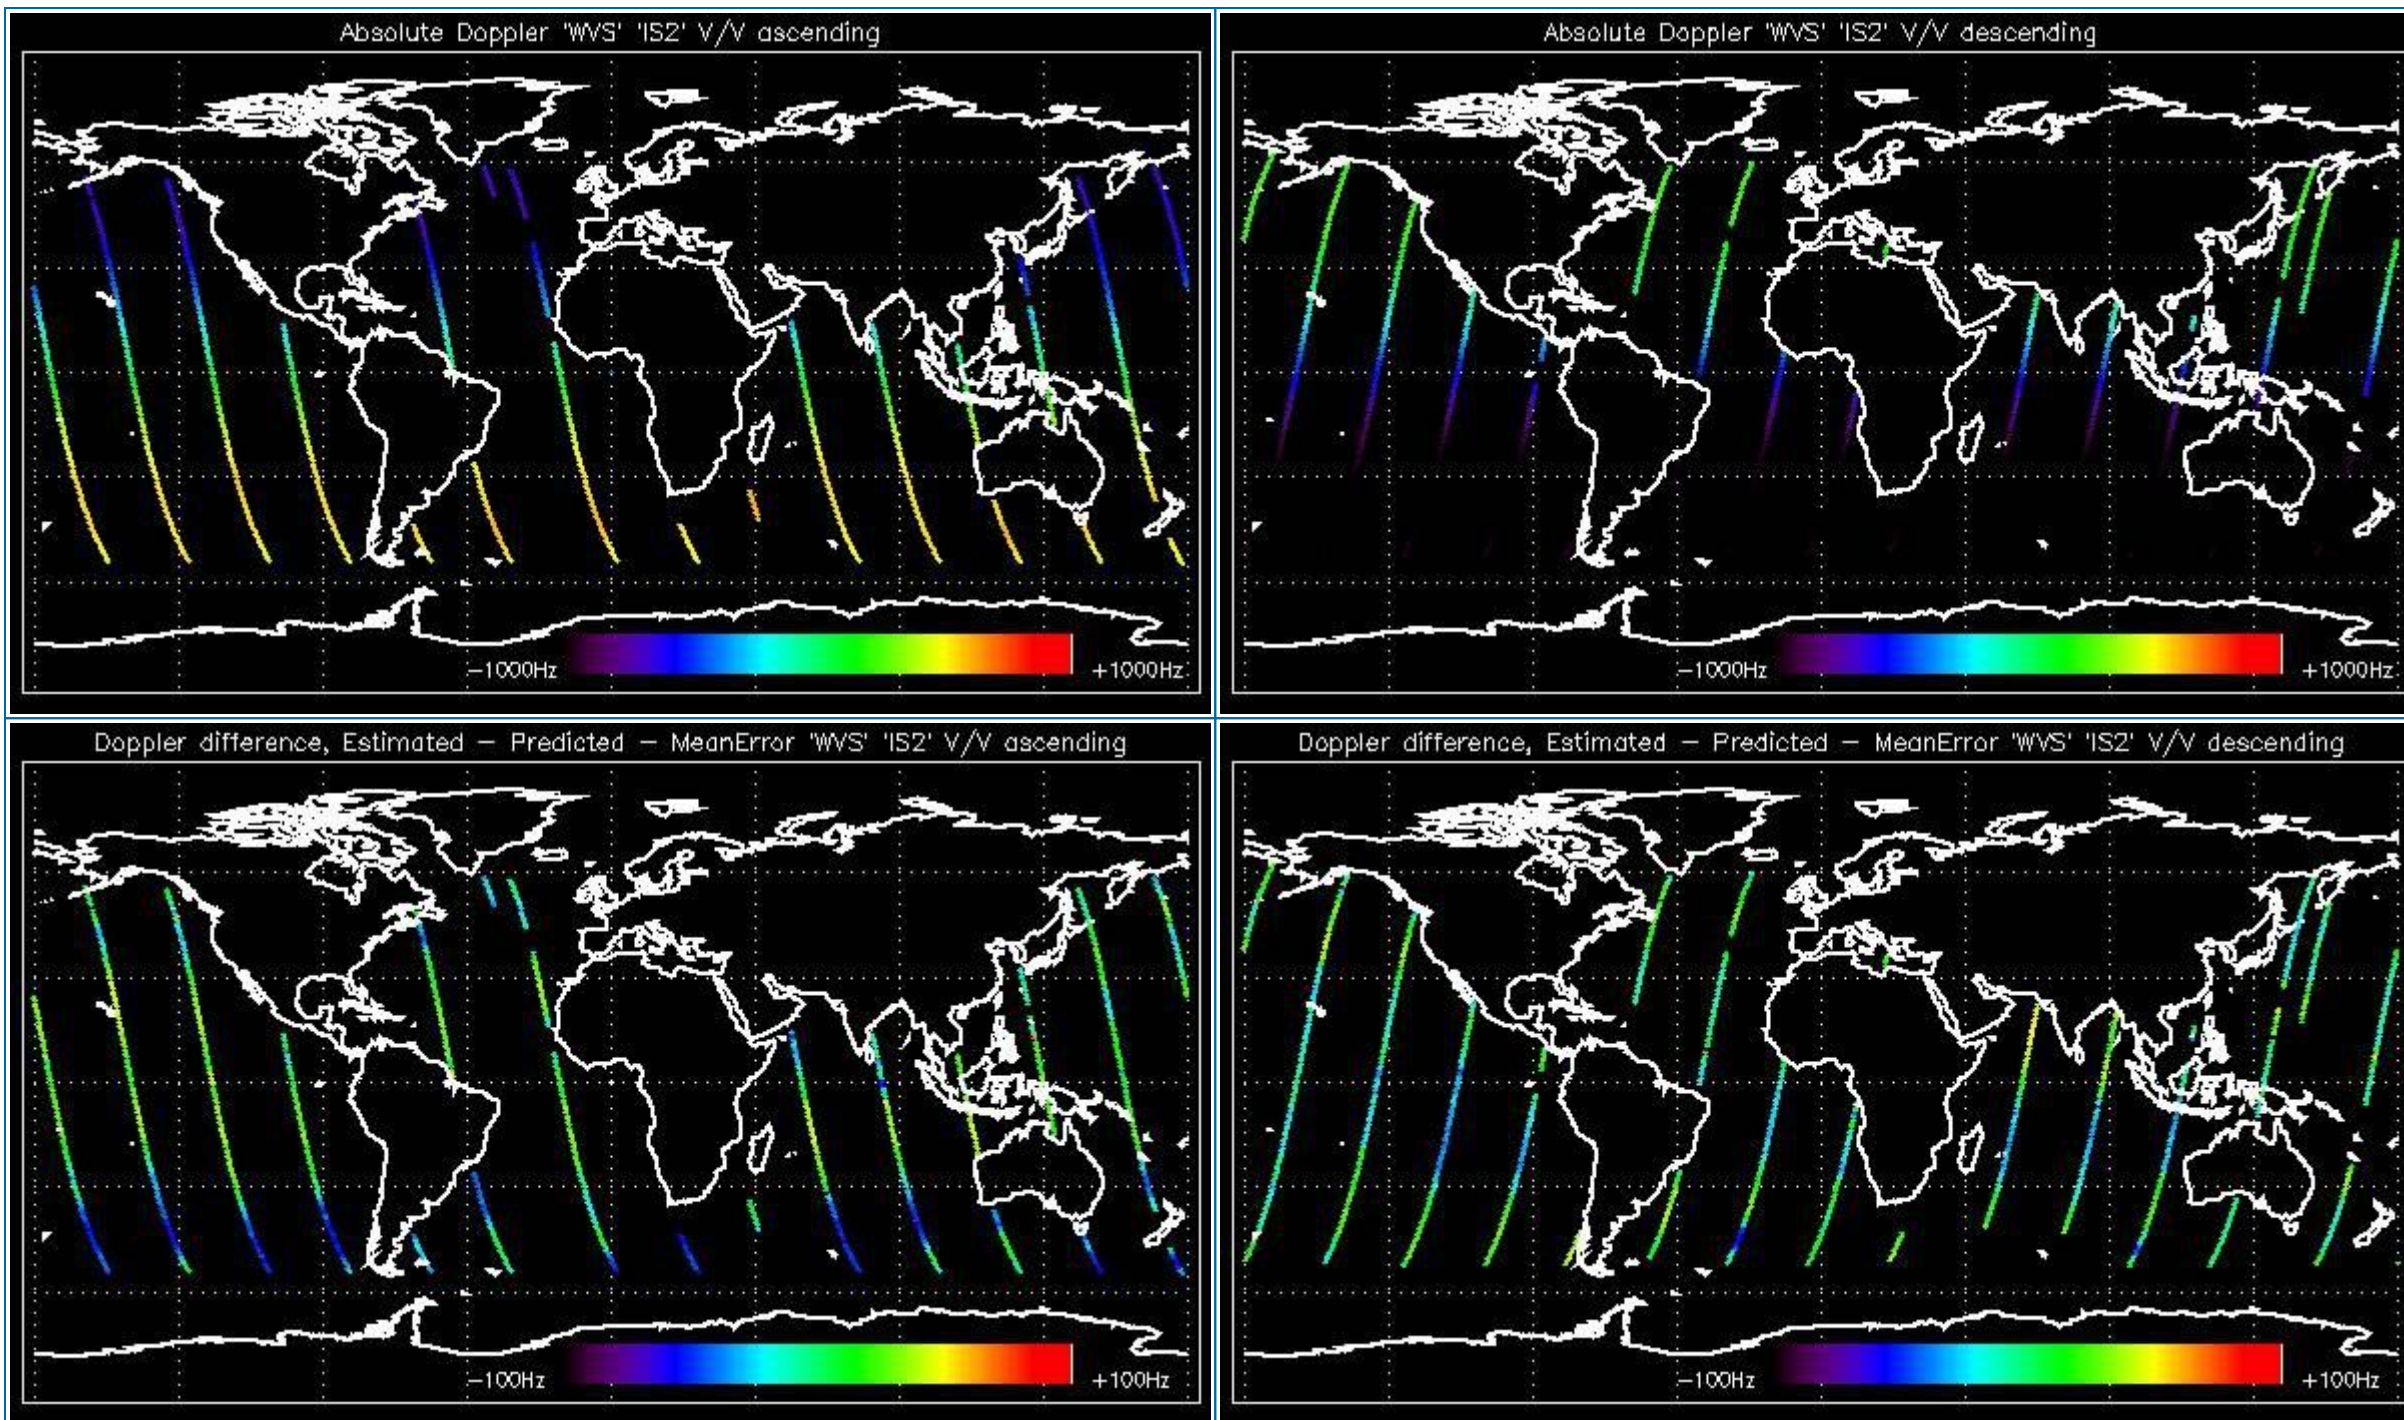 Absolute Doppler 'WVS' 'IS2' V/V ascending
−1000Hz
+1000Hz
Absolute Doppler 'WVS' 'IS2' V/V descending
−1000Hz
+1000Hz
Doppler difference, Estimated − Predicted − MeanError 'WVS' 'IS2' V/V ascending
−100Hz
+100Hz
Doppler difference, Estimated − Predicted − MeanError 'WVS' 'IS2' V/V descending
−100Hz
+100Hz